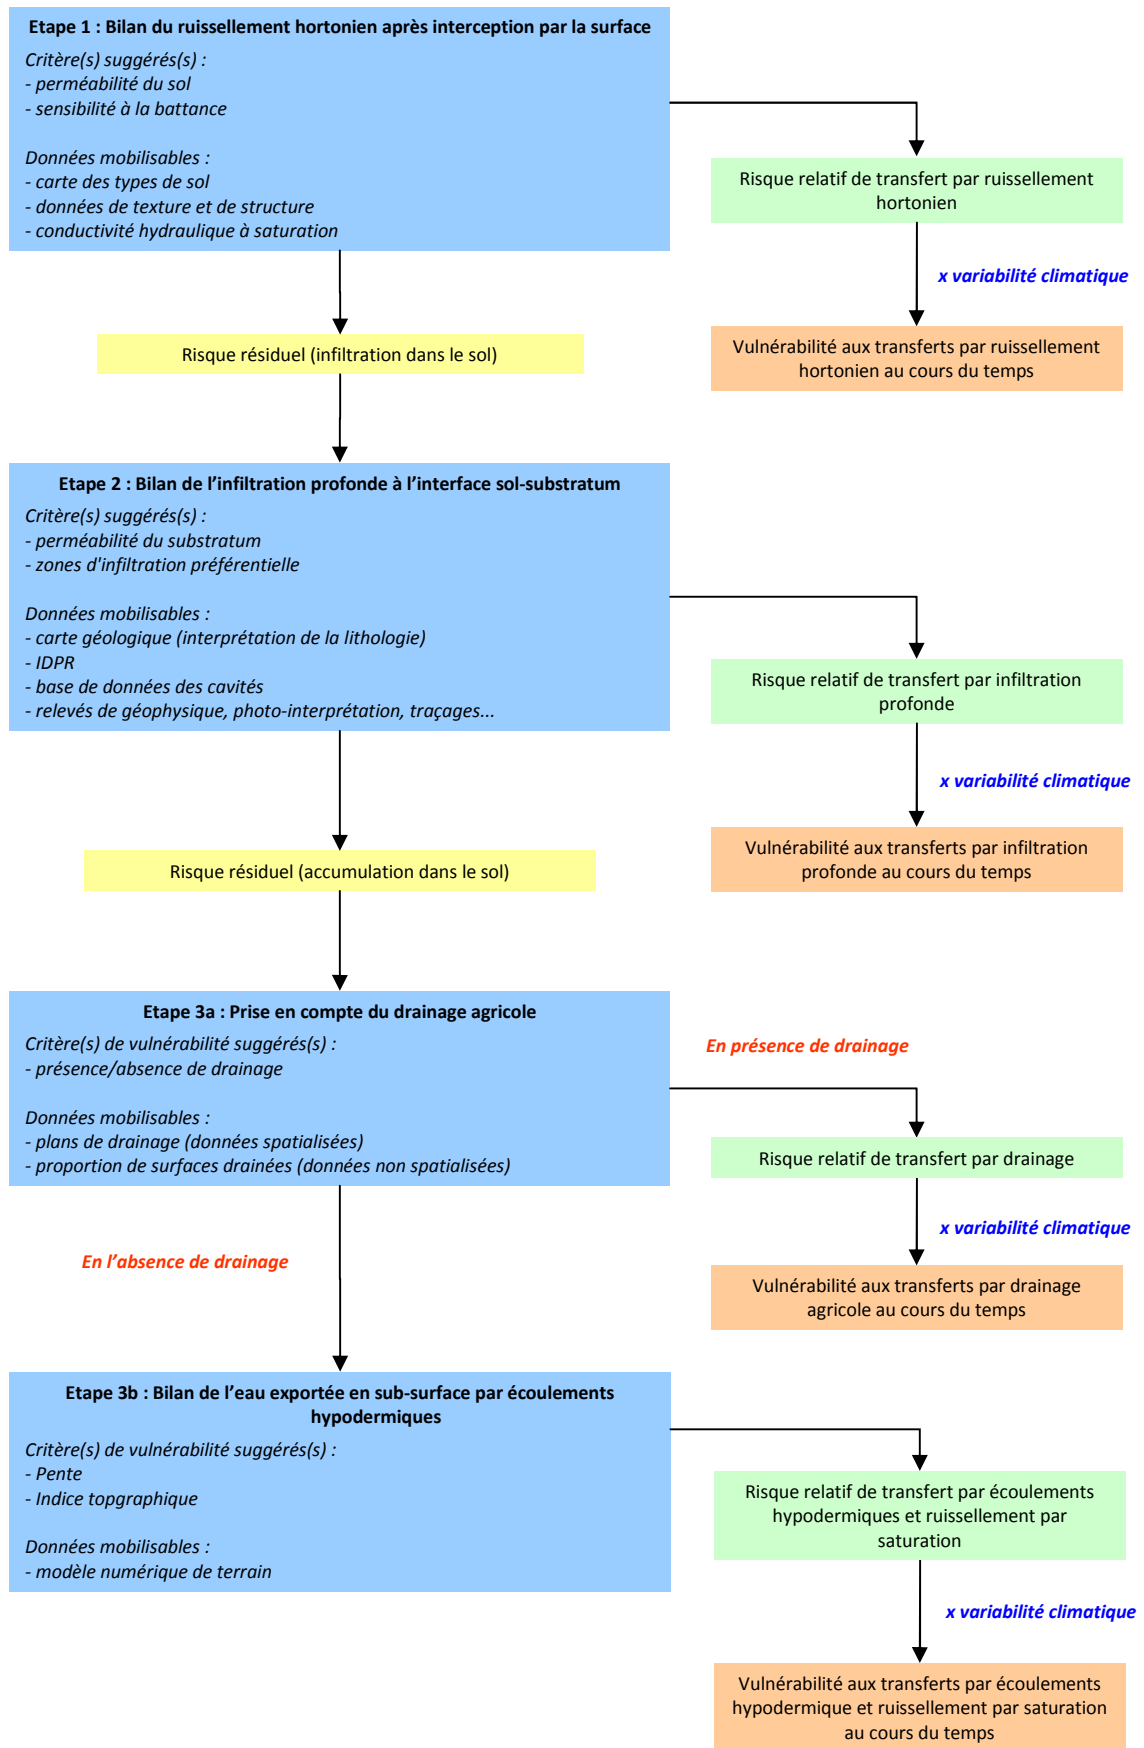 Etape 1 : Bilan du ruissellement hortonien après interception par la surface
Critère(s) suggérés(s) :
- perméabilité du sol
- sensibilité à la battance
Données mobilisables :
- carte des types de sol
- données de texture et de structure
- conductivité hydraulique à saturation
Risque relatif de transfert par ruissellement
hortonien
x variabilité climatique
Vulnérabilité aux transferts par ruissellement
hortonien au cours du temps
Risque résiduel (infiltration dans le sol)
Etape 2 : Bilan de l’infiltration profonde à l’interface sol-substratum
Critère(s) suggérés(s) :
- perméabilité du substratum
- zones d'infiltration préférentielle
Données mobilisables :
- carte géologique (interprétation de la lithologie)
- IDPR
- base de données des cavités
- relevés de géophysique, photo-interprétation, traçages...
Risque relatif de transfert par infiltration
profonde
x variabilité climatique
Vulnérabilité aux transferts par infiltration
profonde au cours du temps
Risque résiduel (accumulation dans le sol)
Etape 3a : Prise en compte du drainage agricole
Critère(s) de vulnérabilité suggérés(s) :
- présence/absence de drainage
Données mobilisables :
- plans de drainage (données spatialisées)
- proportion de surfaces drainées (données non spatialisées)
En présence de drainage
Risque relatif de transfert par drainage
x variabilité climatique
Vulnérabilité aux transferts par drainage
agricole au cours du temps
En l’absence de drainage
Etape 3b : Bilan de l’eau exportée en sub-surface par écoulements
hypodermiques
Critère(s) de vulnérabilité suggérés(s) :
- Pente
- Indice topgraphique
Données mobilisables :
- modèle numérique de terrain
Risque relatif de transfert par écoulements
hypodermiques et ruissellement par
saturation
x variabilité climatique
Vulnérabilité aux transferts par écoulements
hypodermique et ruissellement par saturation
au cours du temps